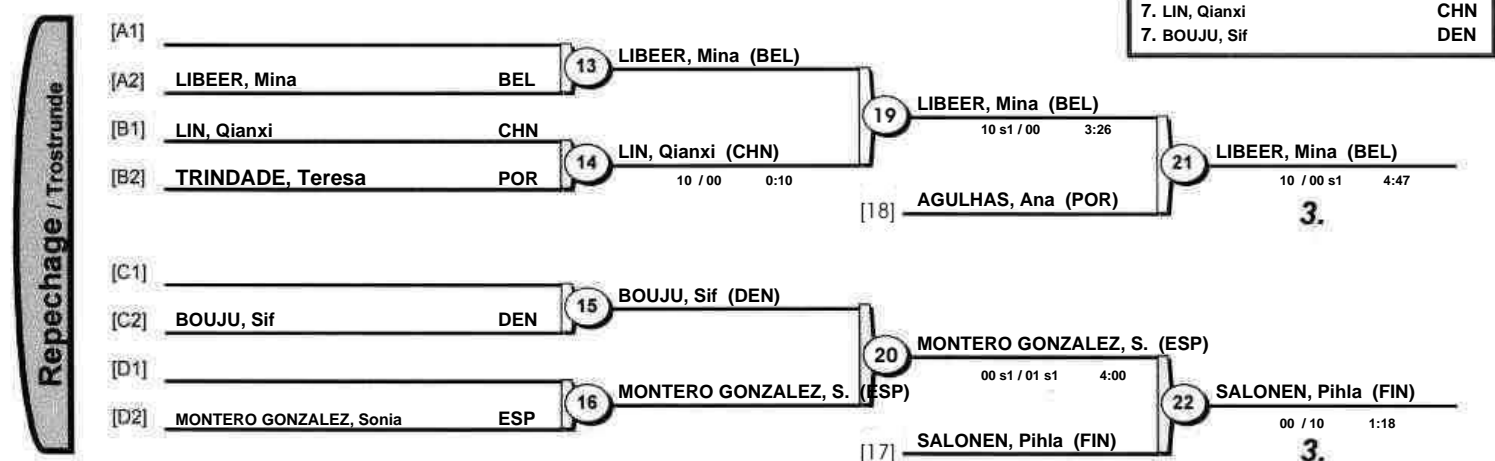 7. LIN, Qianxi CHN
7. BOUJU, Sif DEN
Repechage / Trostrunde
[A1]
[A2] LIBEER, Mina BEL
13 LIBEER, Mina (BEL)
[B1] LIN, Qianxi CHN
[B2] TRINDADE, Teresa POR
14 LIN, Qianxi (CHN)
10 / 00 0:10
19 LIBEER, Mina (BEL)
10 s1 / 00 3:26
[18] AGULHAS, Ana (POR)
21 LIBEER, Mina (BEL)
10 / 00 s1 4:47
3.
[C1]
[C2] BOUJU, Sif DEN
15 BOUJU, Sif (DEN)
[D1]
[D2] MONTERO GONZALEZ, Sonia ESP
16 MONTERO GONZALEZ, S. (ESP)
20 MONTERO GONZALEZ, S. (ESP)
00 s1 / 01 s1 4:00
[17] SALONEN, Pihla (FIN)
22 SALONEN, Pihla (FIN)
00 / 10 1:18
3.